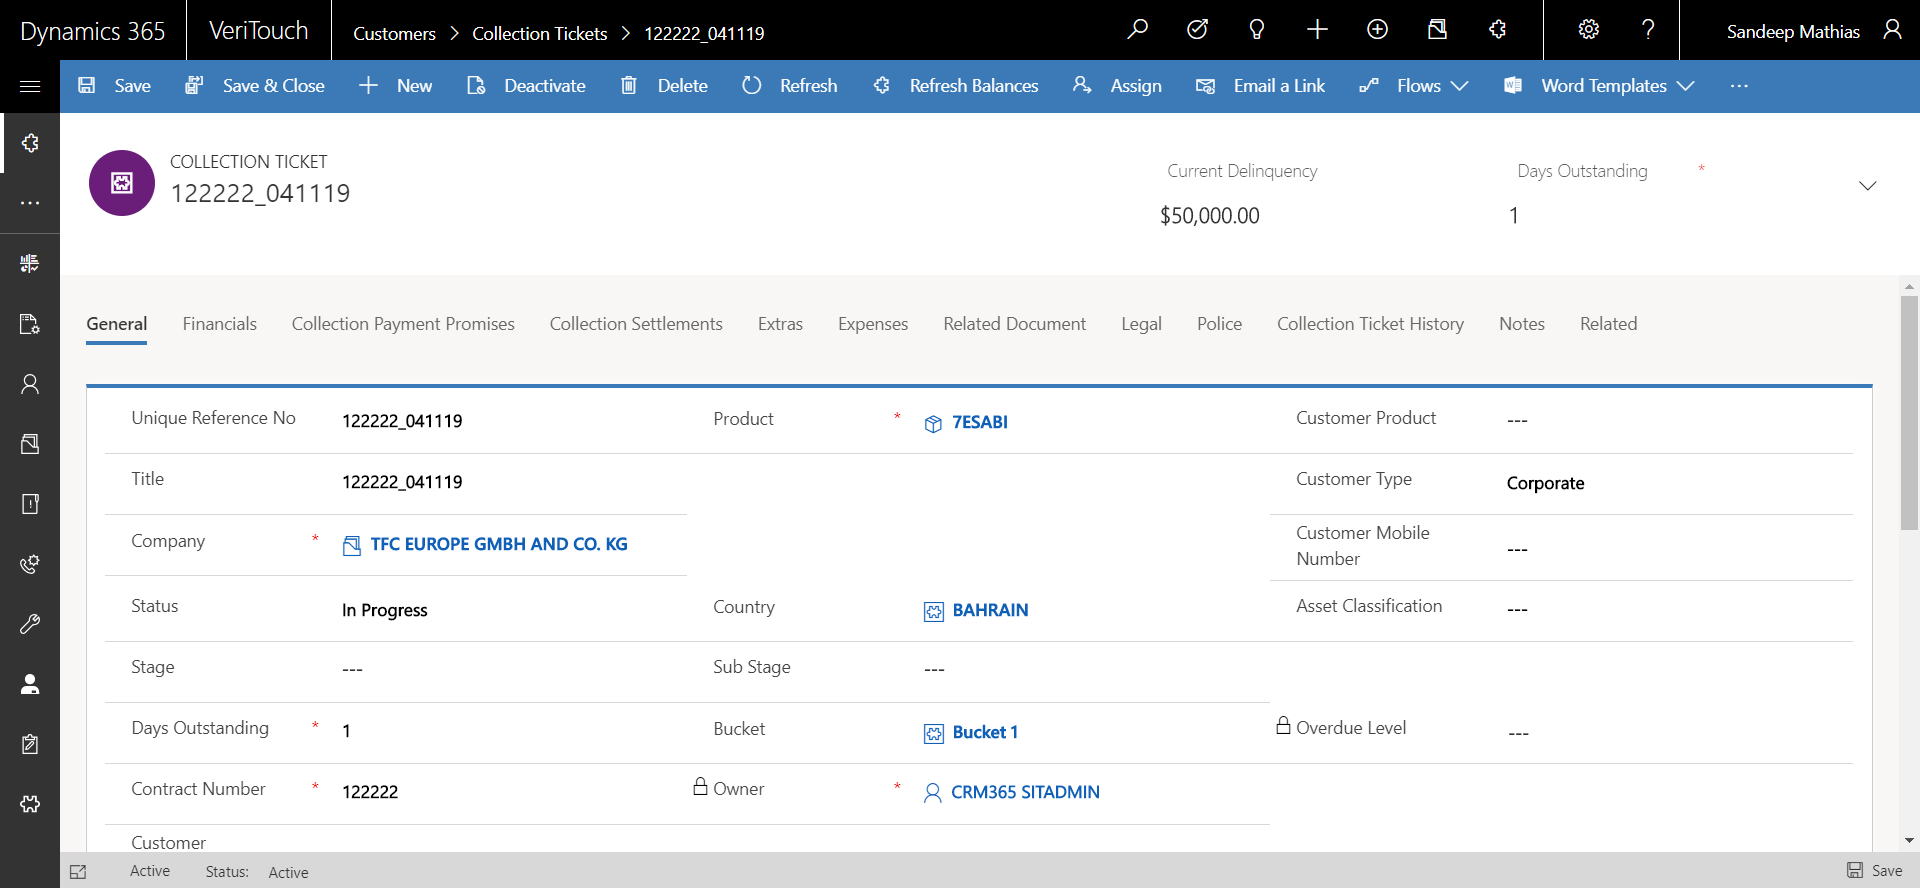 Dynamics 365 VeriTouch Customers > Collection Tickets > 122222_041119 Sandeep Mathias
Save Save & Close New Deactivate Delete Refresh Refresh Balances Assign Email a Link Flows Word Templates ...
COLLECTION TICKET
122222_041119
Current Delinquency Days Outstanding *
$50,000.00 1
General Financials Collection Payment Promises Collection Settlements Extras Expenses Related Document Legal Police Collection Ticket History Notes Related
Unique Reference No 122222_041119 Product * 7ESABI Customer Product ---
Title 122222_041119 Customer Type Corporate
Company * TFC EUROPE GMBH AND CO. KG Customer Mobile
Number ---
Status In Progress Country BAHRAIN Asset Classification ---
Stage --- Sub Stage ---
Days Outstanding * 1 Bucket Bucket 1 Overdue Level ---
Contract Number * 122222 Owner * CRM365 SITADMIN
Customer
Active Status: Active Save